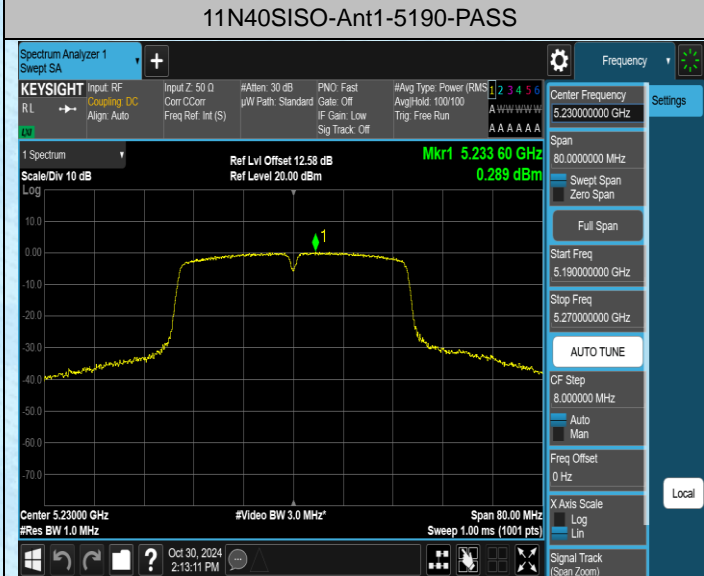 11N40SISO-Ant1-5190-PASS
Spectrum Analyzer 1
Swept SA
Frequency
KEYSIGHT
RL
Input: RF
Coupling: DC
Align: Auto
Input Z: 50 Ω
Corr CCorr
Freq Ref: Int (S)
#Atten: 30 dB
µW Path: Standard
PNO: Fast
Gate: Off
IF Gain: Low
Sig Track: Off
#Avg Type: Power (RMS
Avg|Hold: 100/100
Trig: Free Run
1 2 3 4 5 6
A W W W W W
A A A A A A
LXI
1 Spectrum
Scale/Div 10 dB
Log
Ref Lvl Offset 12.58 dB
Ref Level 20.00 dBm
Mkr1 5.233 60 GHz
0.289 dBm
10.0
0.00
-10.0
-20.0
-30.0
-40.0
-50.0
-60.0
-70.0
1
Center 5.23000 GHz
#Res BW 1.0 MHz
#Video BW 3.0 MHz*
Span 80.00 MHz
Sweep 1.00 ms (1001 pts)
Oct 30, 2024
2:13:11 PM
Center Frequency
5.230000000 GHz
Span
80.0000000 MHz
Swept Span
Zero Span
Full Span
Start Freq
5.190000000 GHz
Stop Freq
5.270000000 GHz
AUTO TUNE
CF Step
8.000000 MHz
Auto
Man
Freq Offset
0 Hz
X Axis Scale
Log
Lin
Signal Track
(Span Zoom)
Settings
Local